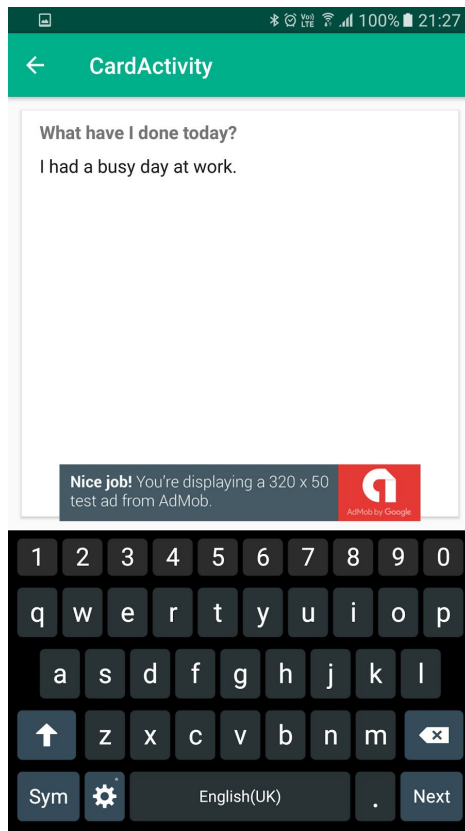 VoLTE 100% 21:27
CardActivity
What have I done today?
I had a busy day at work.
Nice job! You're displaying a 320 x 50
test ad from AdMob.
AdMob by Google
1 2 3 4 5 6 7 8 9 0
q w e r t y u i o p
a s d f g h j k l
z x c v b n m
Sym English(UK) . Next